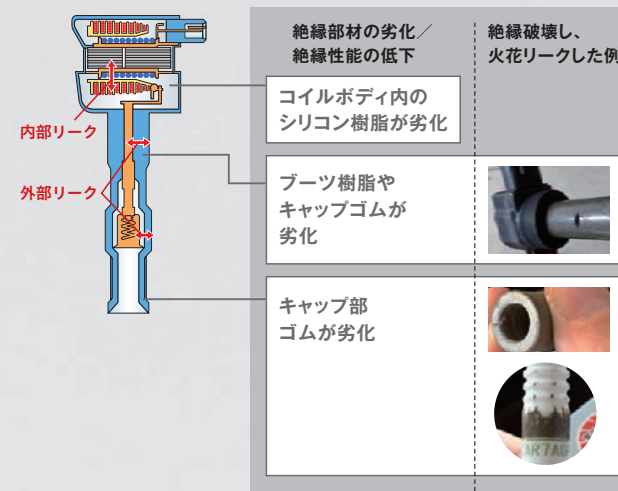 絶縁部材の劣化／
絶縁性能の低下
絶縁破壊し、
火花リークした例
コイルボディ内の
シリコン樹脂が劣化
内部リーク
外部リーク
ブーツ樹脂や
キャップゴムが
劣化
キャップ部
ゴムが劣化
AR7AG